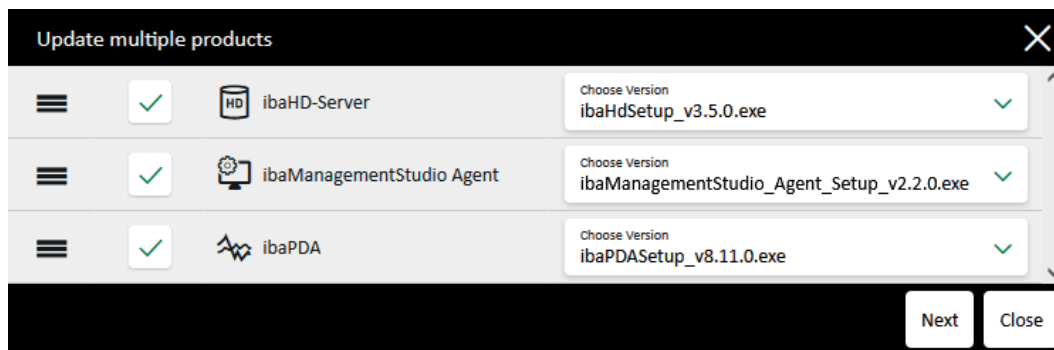 Update multiple products
HD
ibaHD-Server
Choose Version
ibaHdSetup_v3.5.0.exe
ibaManagementStudio Agent
Choose Version
ibaManagementStudio_Agent_Setup_v2.2.0.exe
ibaPDA
Choose Version
ibaPDASetup_v8.11.0.exe
Next
Close